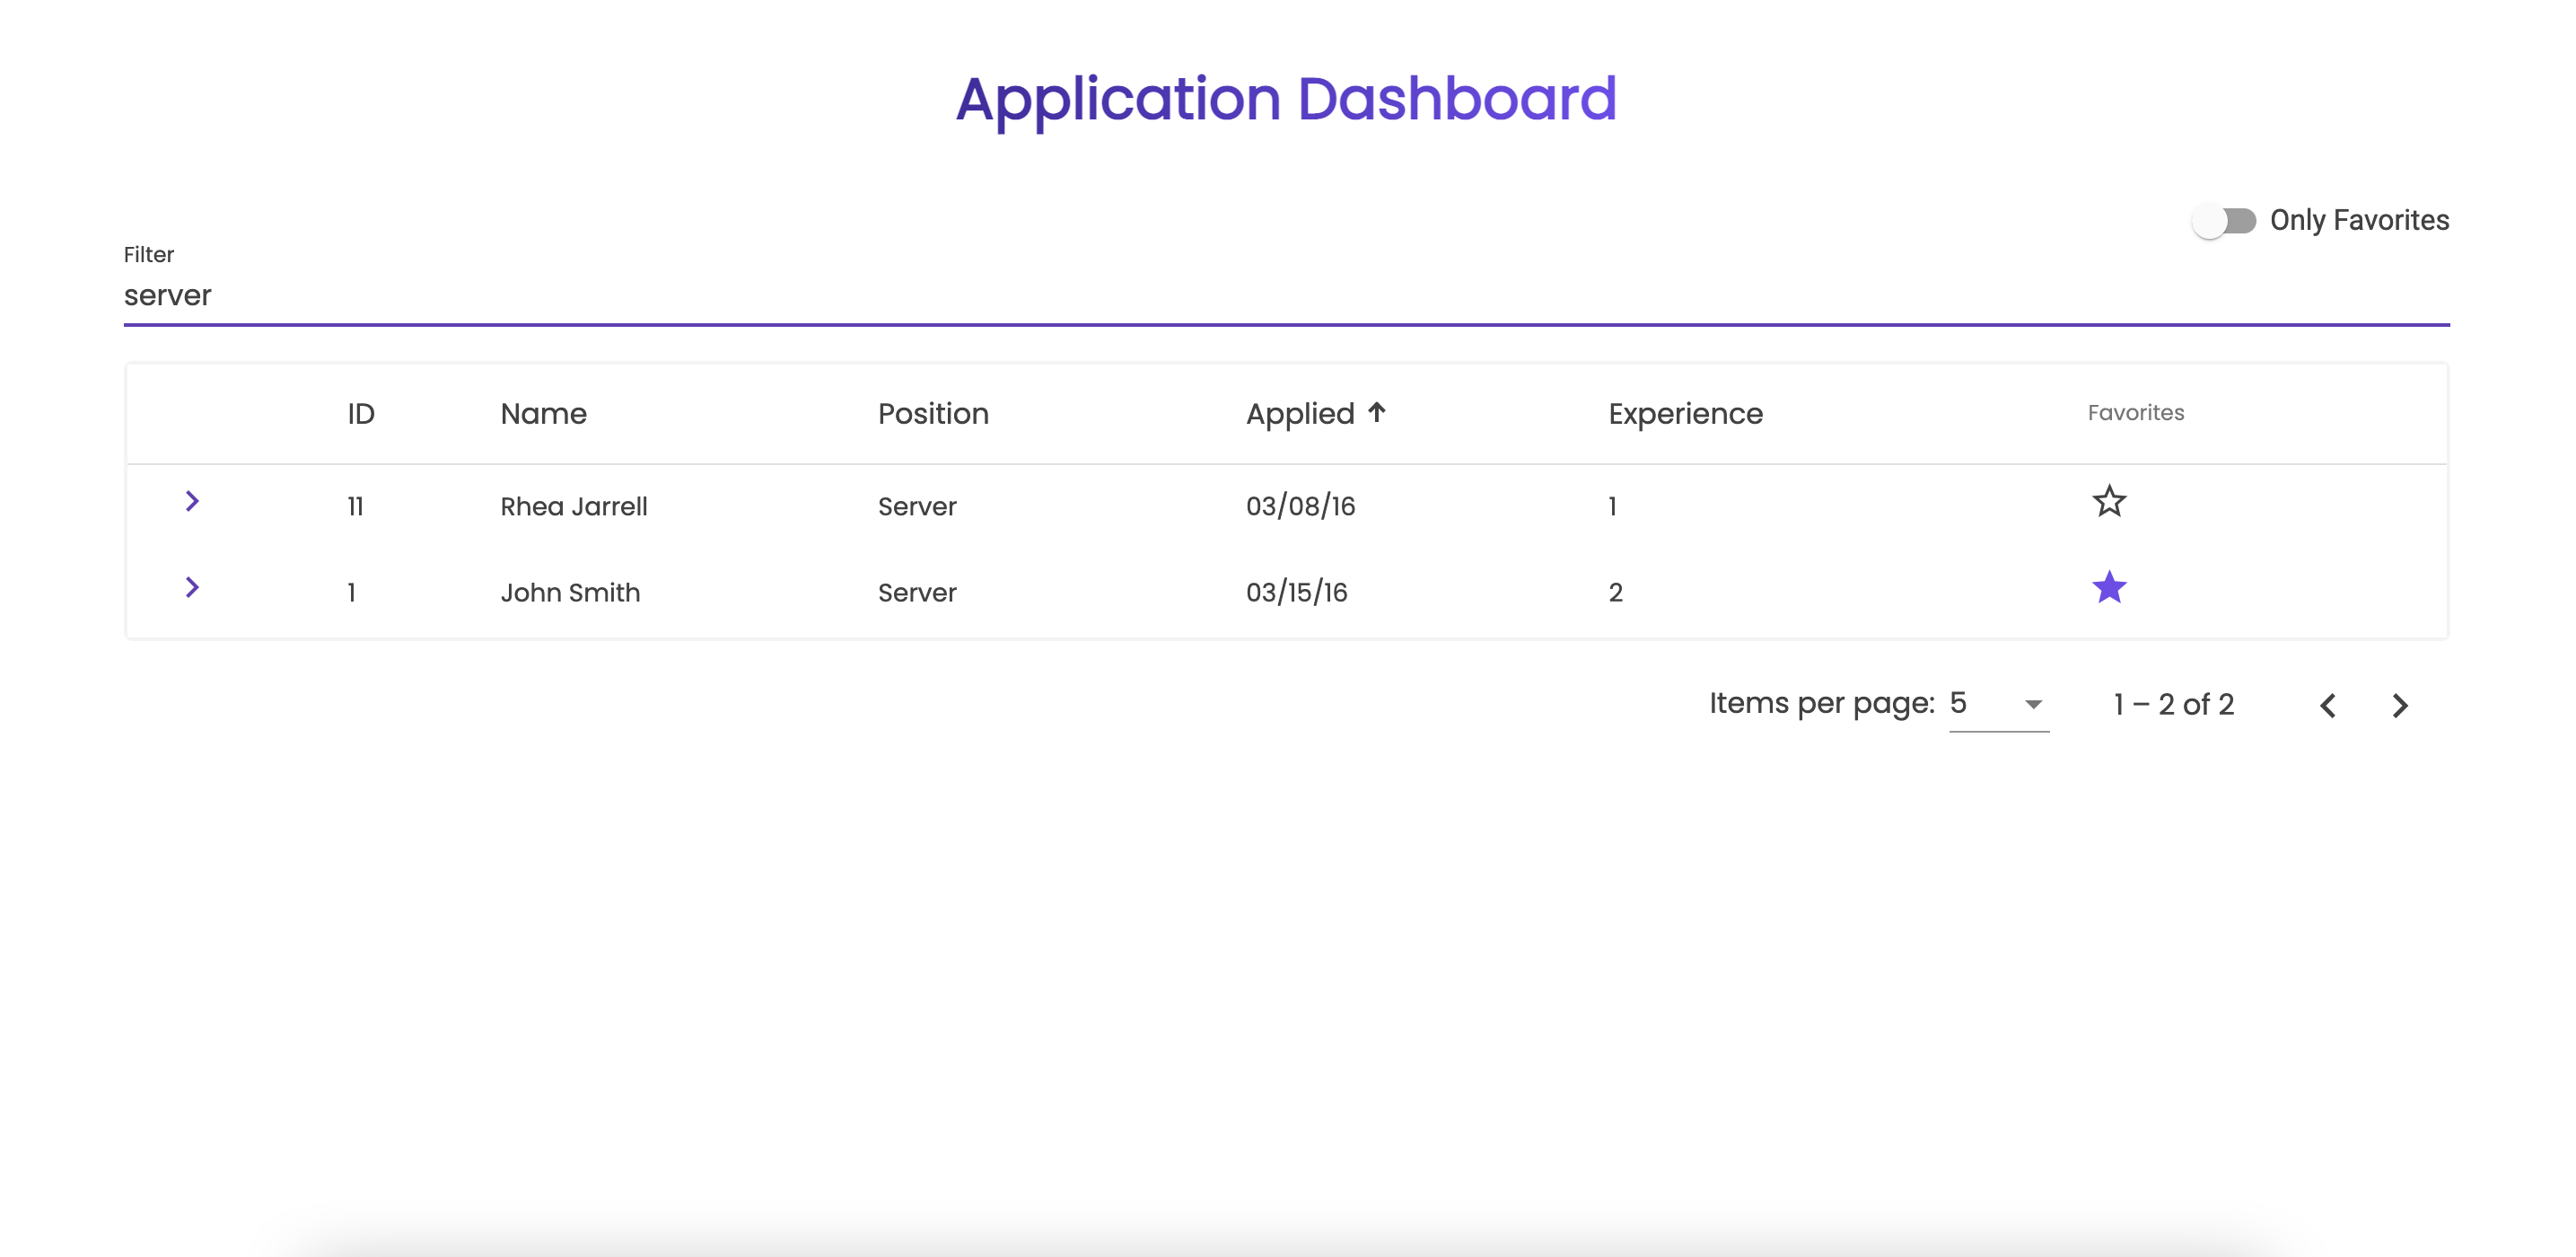 Application Dashboard
Only Favorites
Filter
server
ID Name Position Applied Experience Favorites
11 Rhea Jarrell Server 03/08/16 1
1 John Smith Server 03/15/16 2
Items per page: 5 1 – 2 of 2